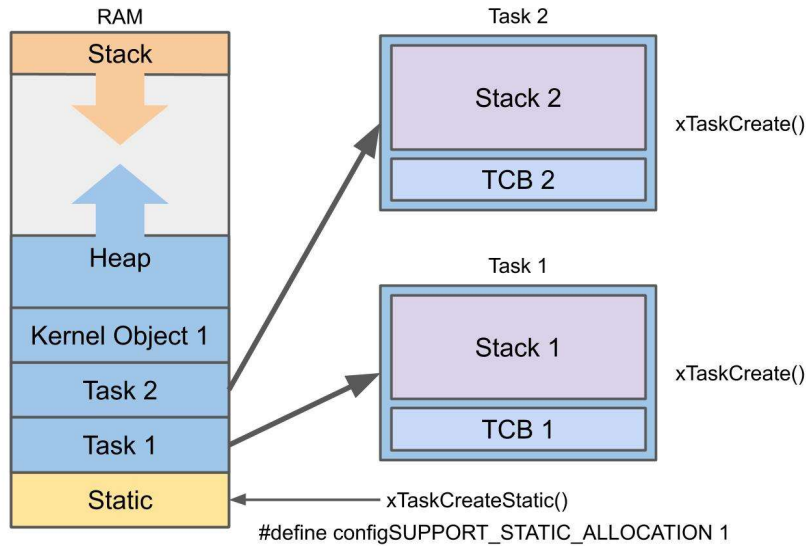 RAM
Stack
Heap
Kernel Object 1
Task 2
Task 1
Static
Task 2
Stack 2
TCB 2
xTaskCreate()
Task 1
Stack 1
TCB 1
xTaskCreate()
xTaskCreateStatic()
#define configSUPPORT_STATIC_ALLOCATION 1